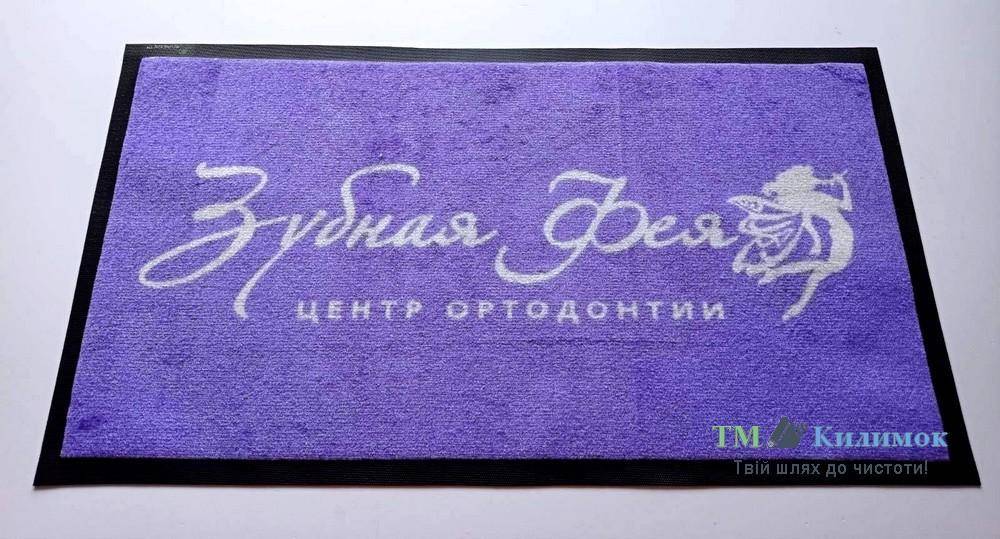 Зубная Фея
ЦЕНТР ОРТОДОНТИИ
ТМ Килимок
Твій шлях до чистоти!